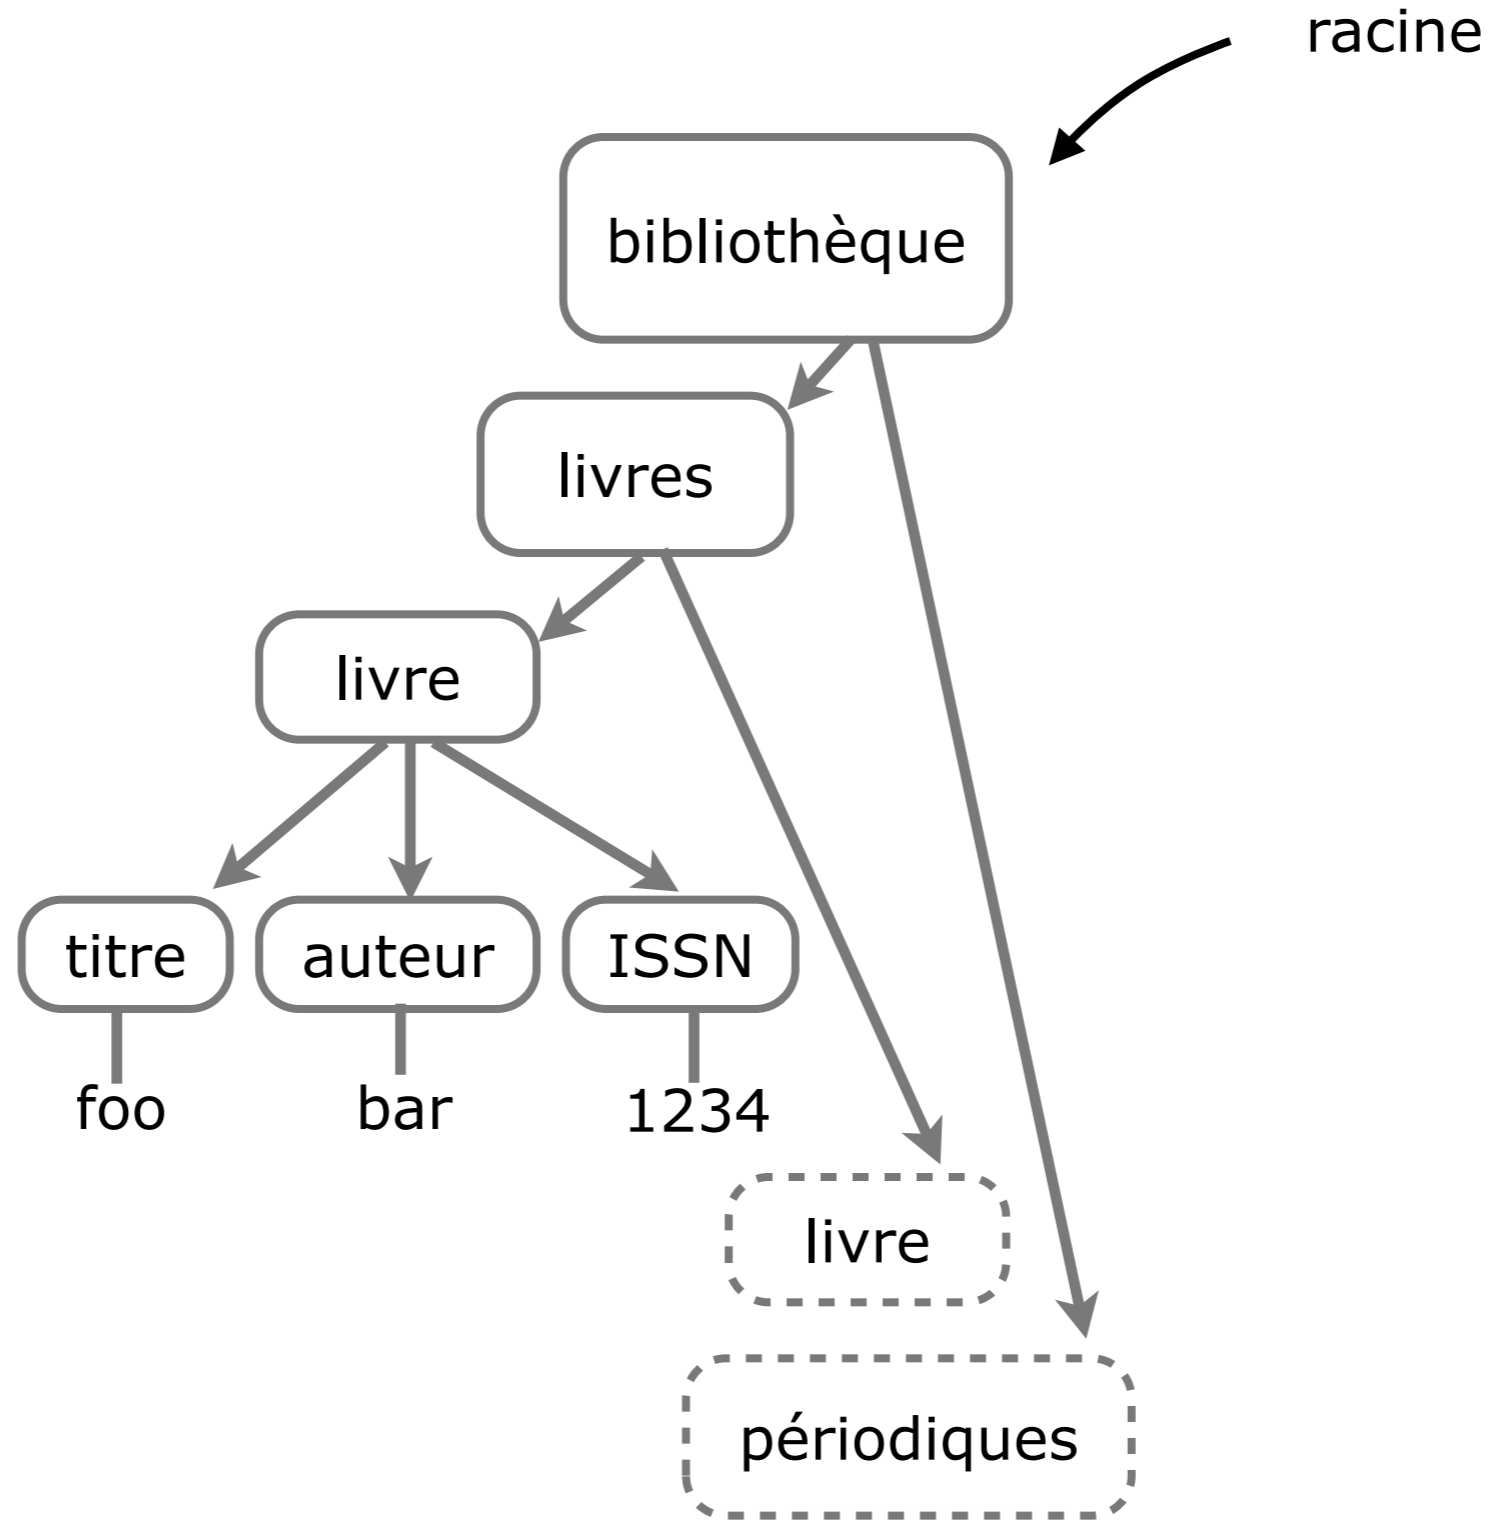 racine
bibliothèque
livres
livre
titre auteur ISSN
foo bar 1234
livre
périodiques